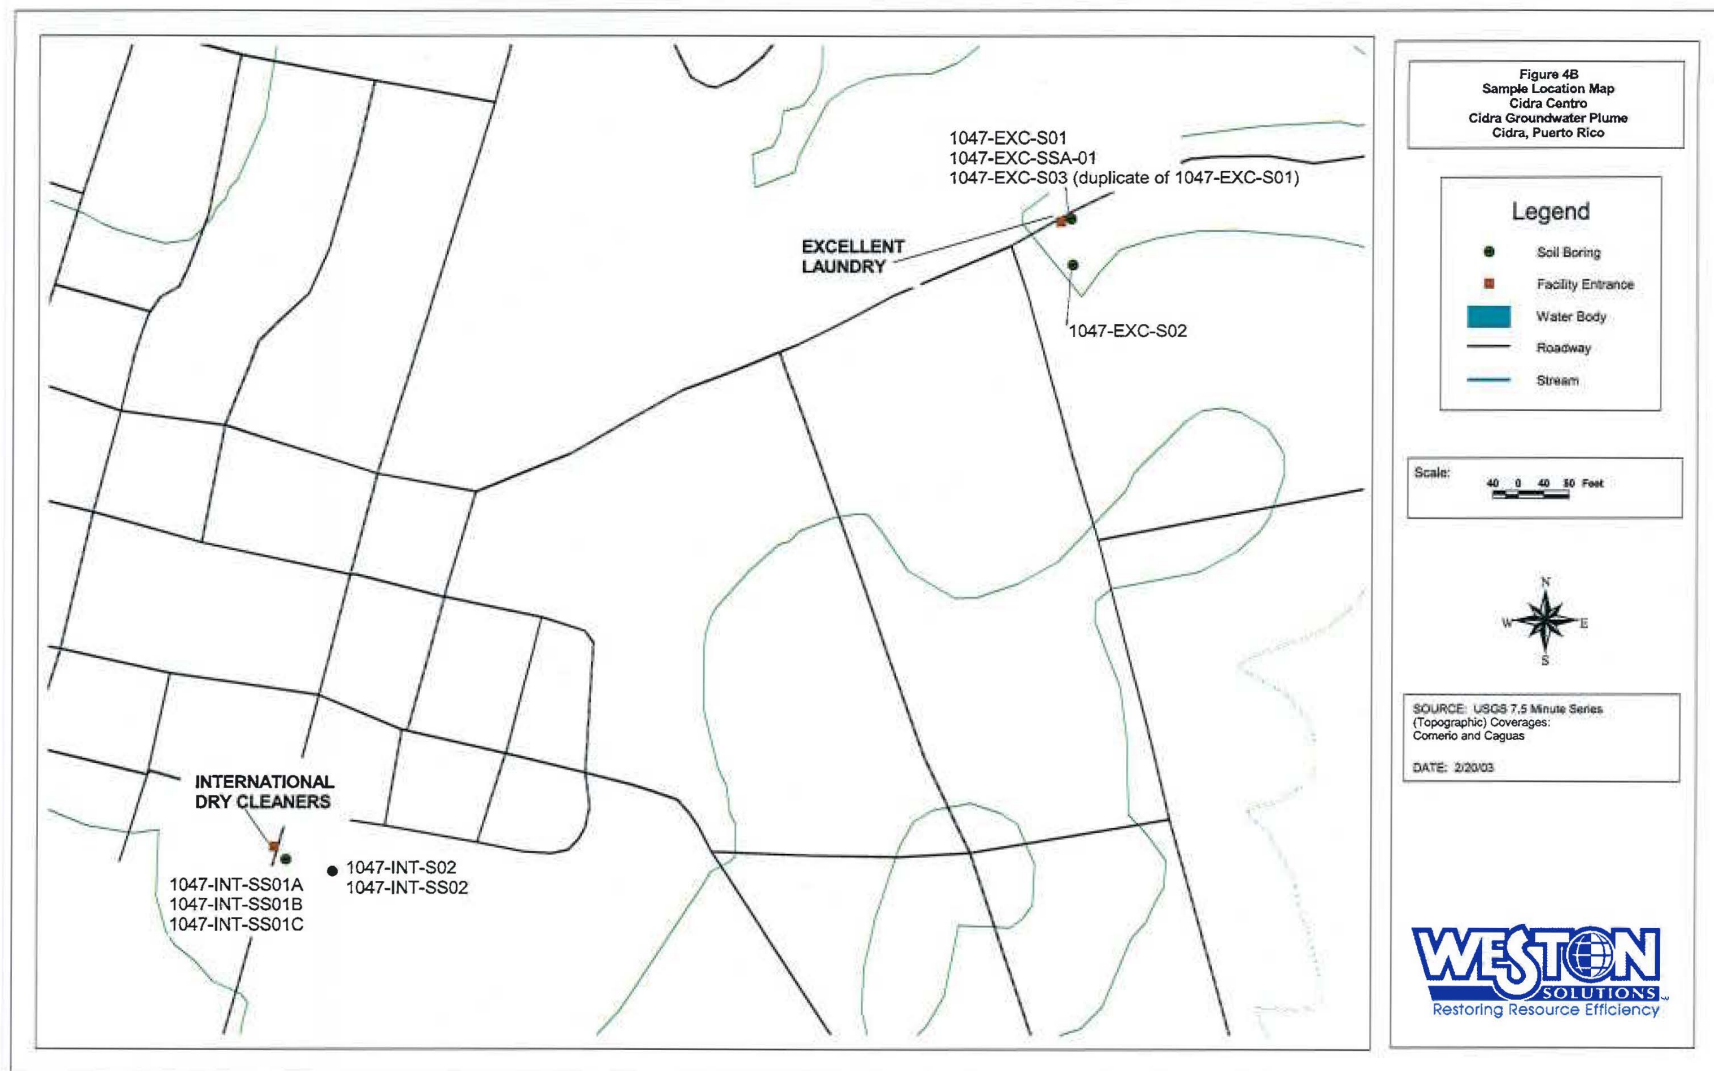 1047-EXC-S01
1047-EXC-SSA-01
1047-EXC-S03 (duplicate of 1047-EXC-S01)
EXCELLENT
LAUNDRY
1047-EXC-S02
INTERNATIONAL
DRY CLEANERS
1047-INT-S02
1047-INT-SS02
1047-INT-SS01A
1047-INT-SS01B
1047-INT-SS01C
Figure 4B
Sample Location Map
Cidra Centro
Cidra Groundwater Plume
Cidra, Puerto Rico
Legend
Soil Boring
Facility Entrance
Water Body
Roadway
Stream
Scale:
40 0 40 80 Feet
N
W E
S
SOURCE: USGS 7.5 Minute Series
(Topographic) Coverages:
Comerio and Caguas
DATE: 2/20/03
WESTON
SOLUTIONS
Restoring Resource Efficiency